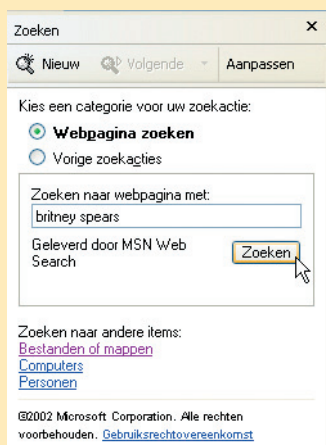 Zoeken
Nieuw Volgende Aanpassen
Kies een categorie voor uw zoekactie:
Webpagina zoeken
Vorige zoekacties
Zoeken naar webpagina met:
britney spears
Geleverd door MSN Web
Search
Zoeken
Zoeken naar andere items:
Bestanden of mappen
Computers
Personen
©2002 Microsoft Corporation. Alle rechten
voorbehouden. Gebruiksrechtovereenkomst